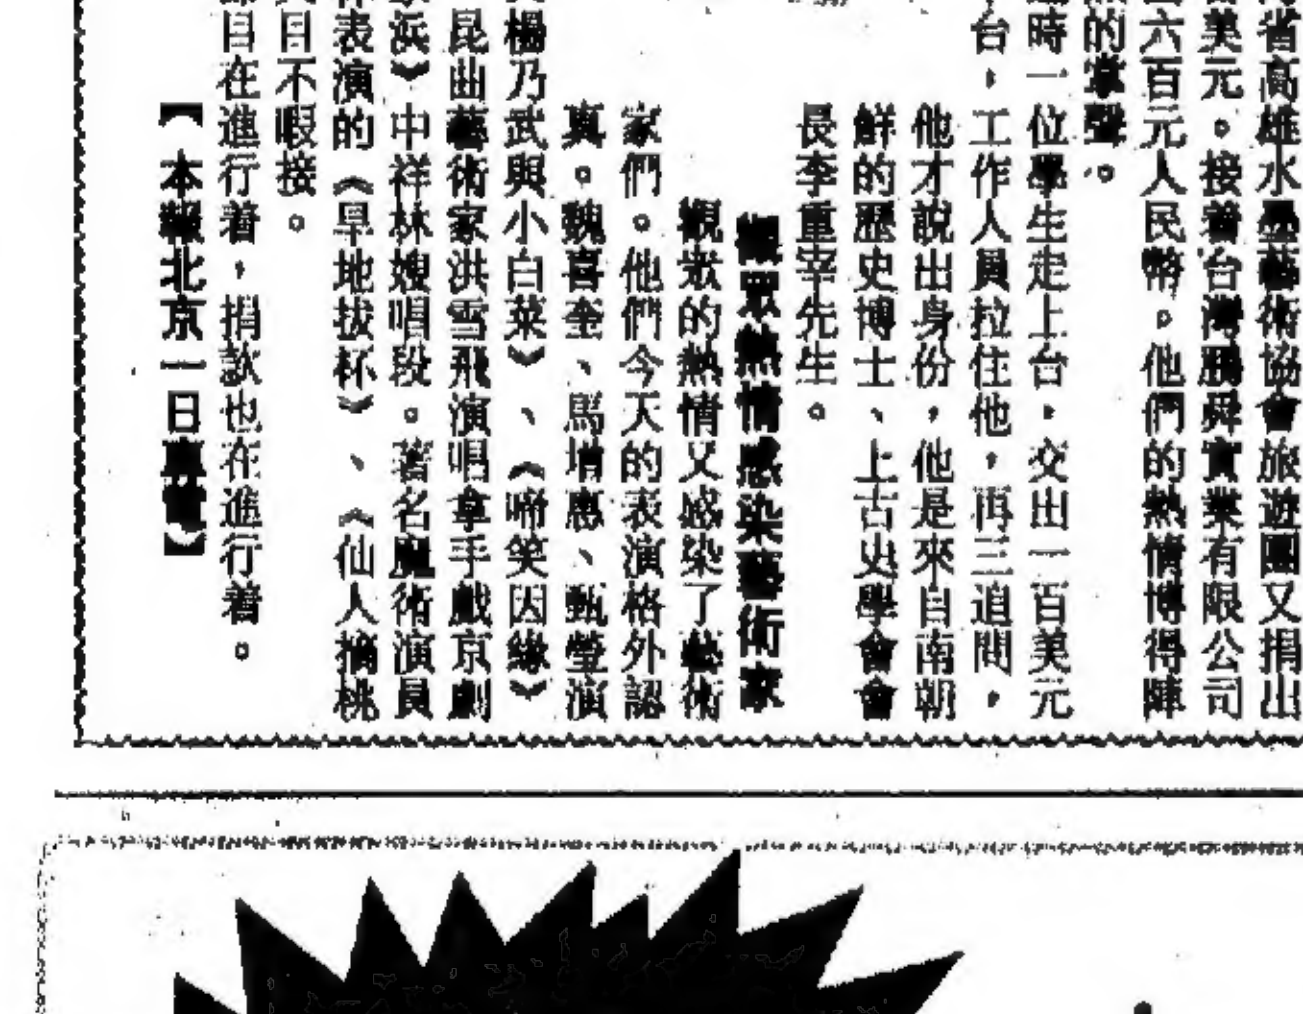 省高雄水學藝術協會旅遊團又捐出
美元。接着台灣鵬舜實業有限公司
六百元人民幣。他們的熱情博得陣
的掌聲。
時一位學生走上台，交出一百美元
台，工作人員拉住他，再三追問，
他才說出身份，他是來自南朝
鮮的歷史博士、上古史學會會
長李重宰先生。
觀眾熱情感染藝術家
觀眾的熱情又感染了藝術
家們。他們今天的表演格外認
真。魏喜奎、馬增惠、甄瑩演
楊乃武與小白菜》、《啼笑因緣》
昆曲藝術家洪雪飛演唱拿手戲京劇
浜》中祥林嫂唱段。著名魔術演員
表演的《旱地拔杯》、《仙人摘桃
目不暇接。
目在進行着，捐款也在進行着。
【本報北京一日專電】